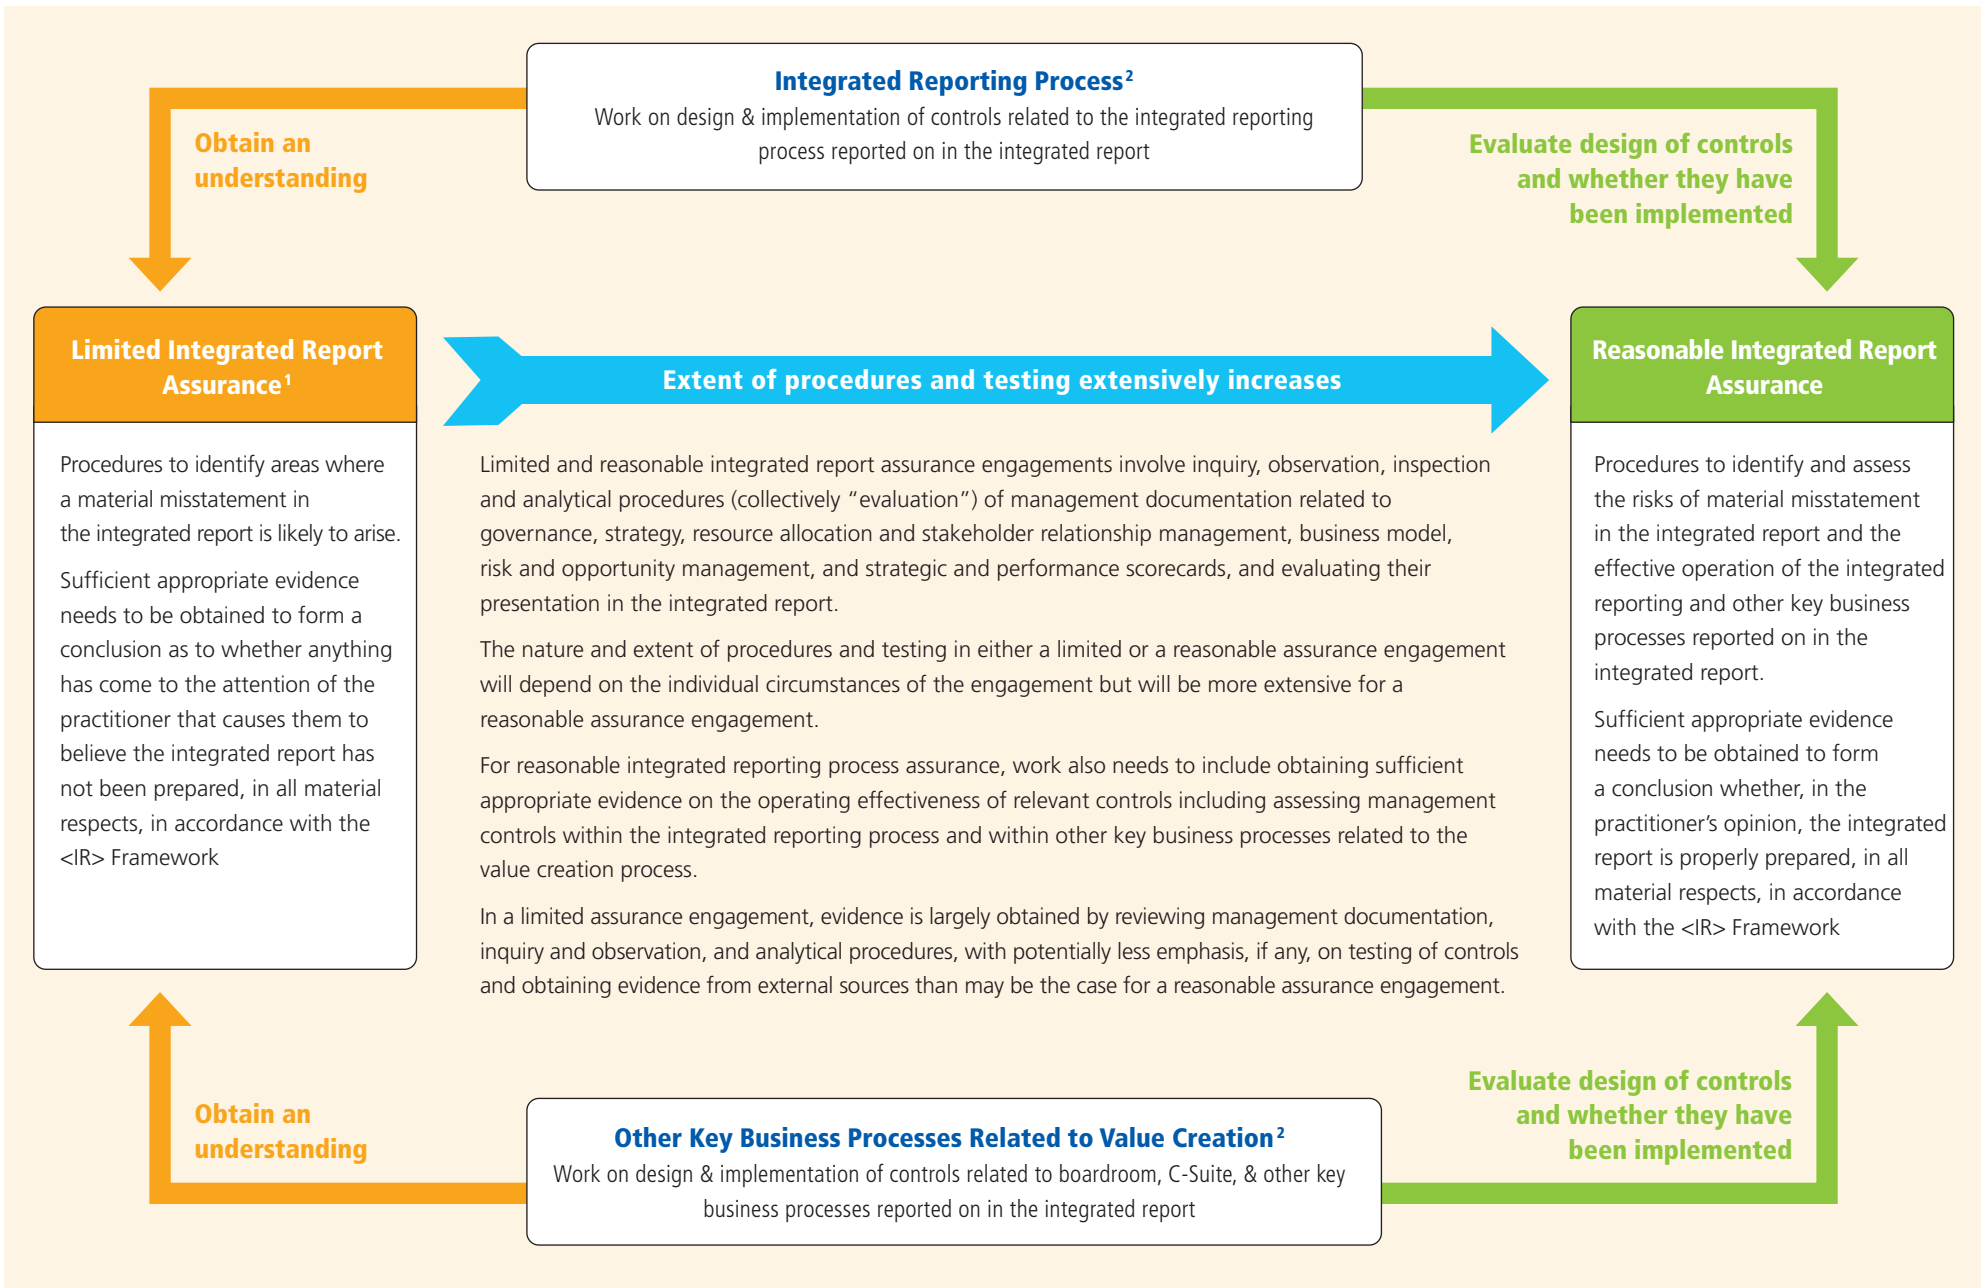 Integrated Reporting Process²
Work on design & implementation of controls related to the integrated reporting
process reported on in the integrated report
Obtain an
understanding
Evaluate design of controls
and whether they have
been implemented
Limited Integrated Report
Assurance¹
Extent of procedures and testing extensively increases
Reasonable Integrated Report
Assurance
Procedures to identify areas where
a material misstatement in
the integrated report is likely to arise.
Sufficient appropriate evidence
needs to be obtained to form a
conclusion as to whether anything
has come to the attention of the
practitioner that causes them to
believe the integrated report has
not been prepared, in all material
respects, in accordance with the
<IR> Framework
Limited and reasonable integrated report assurance engagements involve inquiry, observation, inspection
and analytical procedures (collectively “evaluation”) of management documentation related to
governance, strategy, resource allocation and stakeholder relationship management, business model,
risk and opportunity management, and strategic and performance scorecards, and evaluating their
presentation in the integrated report.
The nature and extent of procedures and testing in either a limited or a reasonable assurance engagement
will depend on the individual circumstances of the engagement but will be more extensive for a
reasonable assurance engagement.
For reasonable integrated reporting process assurance, work also needs to include obtaining sufficient
appropriate evidence on the operating effectiveness of relevant controls including assessing management
controls within the integrated reporting process and within other key business processes related to the
value creation process.
In a limited assurance engagement, evidence is largely obtained by reviewing management documentation,
inquiry and observation, and analytical procedures, with potentially less emphasis, if any, on testing of controls
and obtaining evidence from external sources than may be the case for a reasonable assurance engagement.
Procedures to identify and assess
the risks of material misstatement
in the integrated report and the
effective operation of the integrated
reporting and other key business
processes reported on in the
integrated report.
Sufficient appropriate evidence
needs to be obtained to form
a conclusion whether, in the
practitioner’s opinion, the integrated
report is properly prepared, in all
material respects, in accordance
with the <IR> Framework
Obtain an
understanding
Other Key Business Processes Related to Value Creation²
Work on design & implementation of controls related to boardroom, C-Suite, & other key
business processes reported on in the integrated report
Evaluate design of controls
and whether they have
been implemented